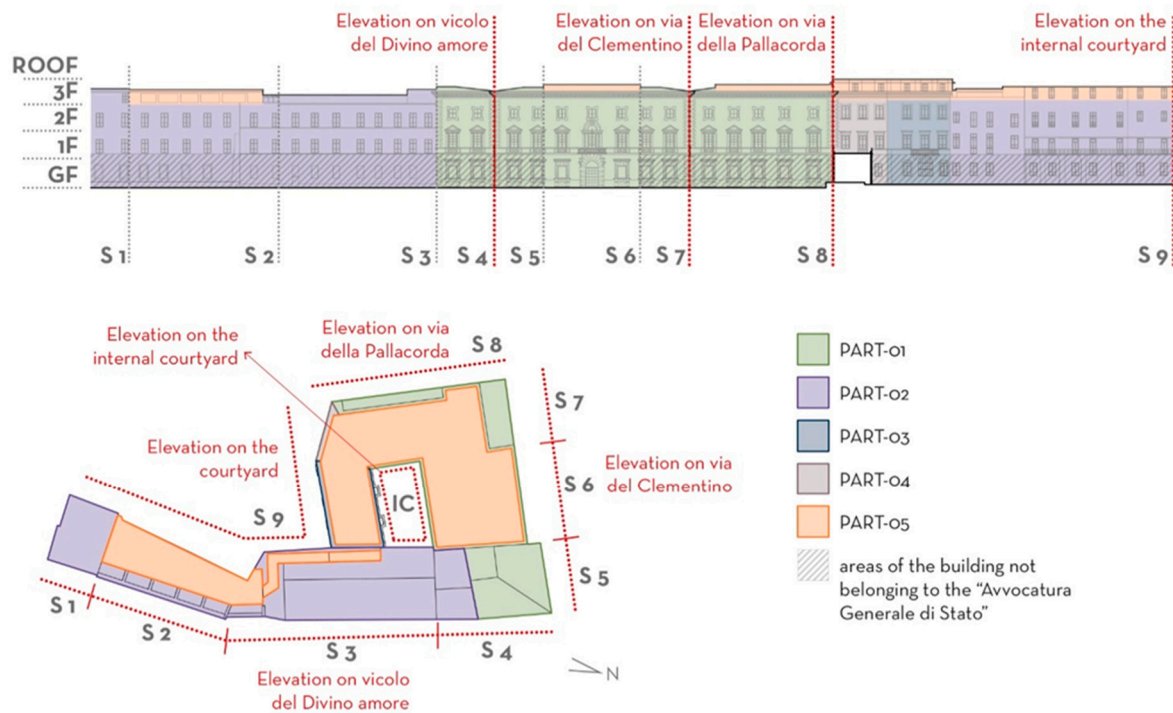 Elevation on vicolo
del Divino amore
Elevation on via
del Clementino
Elevation on via
della Pallacorda
Elevation on the
internal courtyard
ROOF
3F
2F
1F
GF
S 1
S 2
S 3
S 4
S 5
S 6
S 7
S 8
S 9
Elevation on the
internal courtyard
Elevation on via
della Pallacorda
S 8
S 7
Elevation on the
courtyard
S 9
IC
S 6
Elevation on via
del Clementino
S 5
S 1
S 2
S 3
S 4
Elevation on vicolo
del Divino amore
N
PART-01
PART-02
PART-03
PART-04
PART-05
areas of the building not
belonging to the “Avvocatura
Generale di Stato”